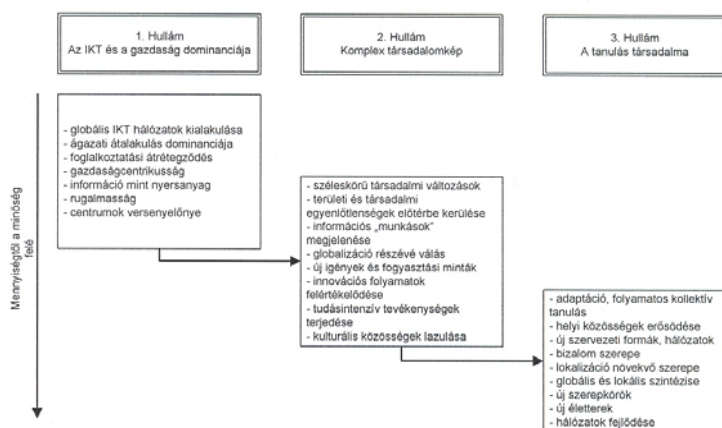 1. Hullám
Az IKT és a gazdaság dominanciája
2. Hullám
Komplex társadalomkép
3. Hullám
A tanulás társadalma
Mennyiségtől a minőség
felé
- globális IKT hálózatok kialakulása
- ágazati átalakulás dominanciája
- foglalkoztatási átrétegződés
- gazdaságcentrikusság
- információ mint nyersanyag
- rugalmasság
- centrumok versenyelőnye
- széleskörű társadalmi változások
- területi és társadalmi
egyenlőtlenségek előtérbe kerülése
- információs „munkások”
megjelenése
- globalizáció részévé válás
- új igények és fogyasztási minták
- innovációs folyamatok
felértékelődése
- tudásintenzív tevékenységek
terjedése
- kulturális közösségek lazulása
- adaptáció, folyamatos kollektív
tanulás
- helyi közösségek erősödése
- új szervezeti formák, hálózatok
- bizalom szerepe
- lokalizáció növekvő szerepe
- globális és lokális szintézise
- új szerepkörök
- új életterek
- hálózatok fejlődése